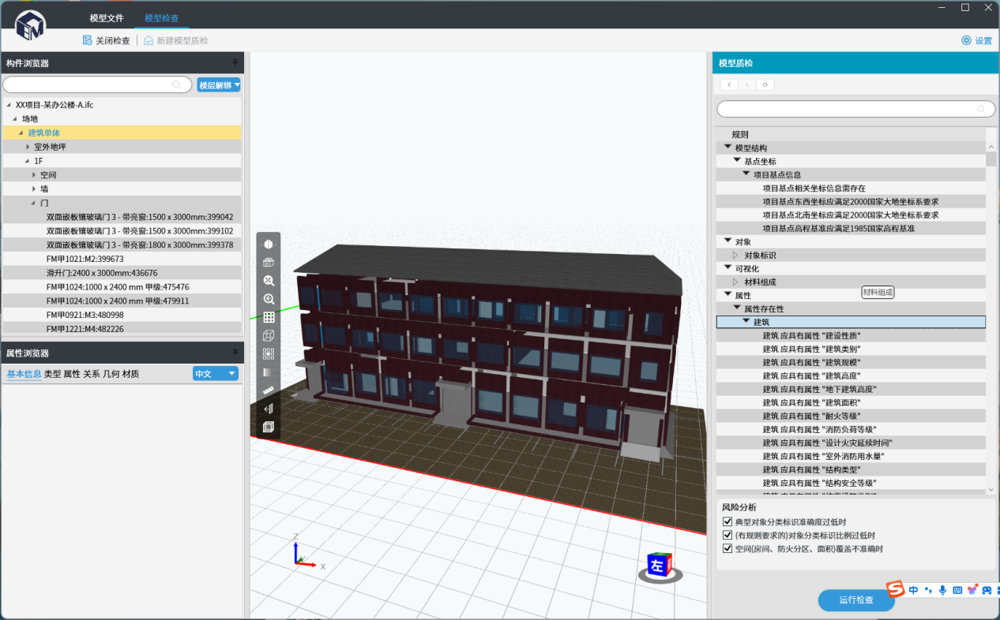 模型文件 模型检查
关闭检查 新建模型质检 设置
构件浏览器
楼层解绑
XX项目-某办公楼-A.ifc
场地
建筑单体
室外地坪
1F
空间
墙
门
双面嵌板镶玻璃门 3 - 带亮窗:1500 x 3000mm:399042
双面嵌板镶玻璃门 3 - 带亮窗:1500 x 3000mm:399102
双面嵌板镶玻璃门 3 - 带亮窗:1800 x 3000mm:399378
FM甲1021:M2:399673
滑升门:2400 x 3000mm:436676
FM甲1024:1000 x 2400 mm 甲级:475476
FM甲1024:1000 x 2400 mm 甲级:479911
FM甲0921:M3:480998
FM甲1221:M4:482226
属性浏览器
基本信息 类型 属性 关系 几何 材质 中文
Z
X
左
模型质检
规则
模型结构
基点坐标
项目基点信息
项目基点相关坐标信息需存在
项目基点东西坐标应满足2000国家大地坐标系要求
项目基点北南坐标应满足2000国家大地坐标系要求
项目基点高程基准应满足1985国家高程基准
对象
对象标识
可视化
材料组成
材料组成
属性
属性存在性
建筑
建筑 应具有属性 "建设性质"
建筑 应具有属性 "建筑类别"
建筑 应具有属性 "建筑规模"
建筑 应具有属性 "建筑高度"
建筑 应具有属性 "地下建筑高度"
建筑 应具有属性 "建筑面积"
建筑 应具有属性 "耐火等级"
建筑 应具有属性 "消防负荷等级"
建筑 应具有属性 "设计火灾延续时间"
建筑 应具有属性 "室外消防用水量"
建筑 应具有属性 "结构类型"
建筑 应具有属性 "结构安全等级"
风险分析
典型对象分类标识准确度过低时
(有规则要求的)对象分类标识比例过低时
空间(房间、防火分区、面积)覆盖不准确时
运行检查
中